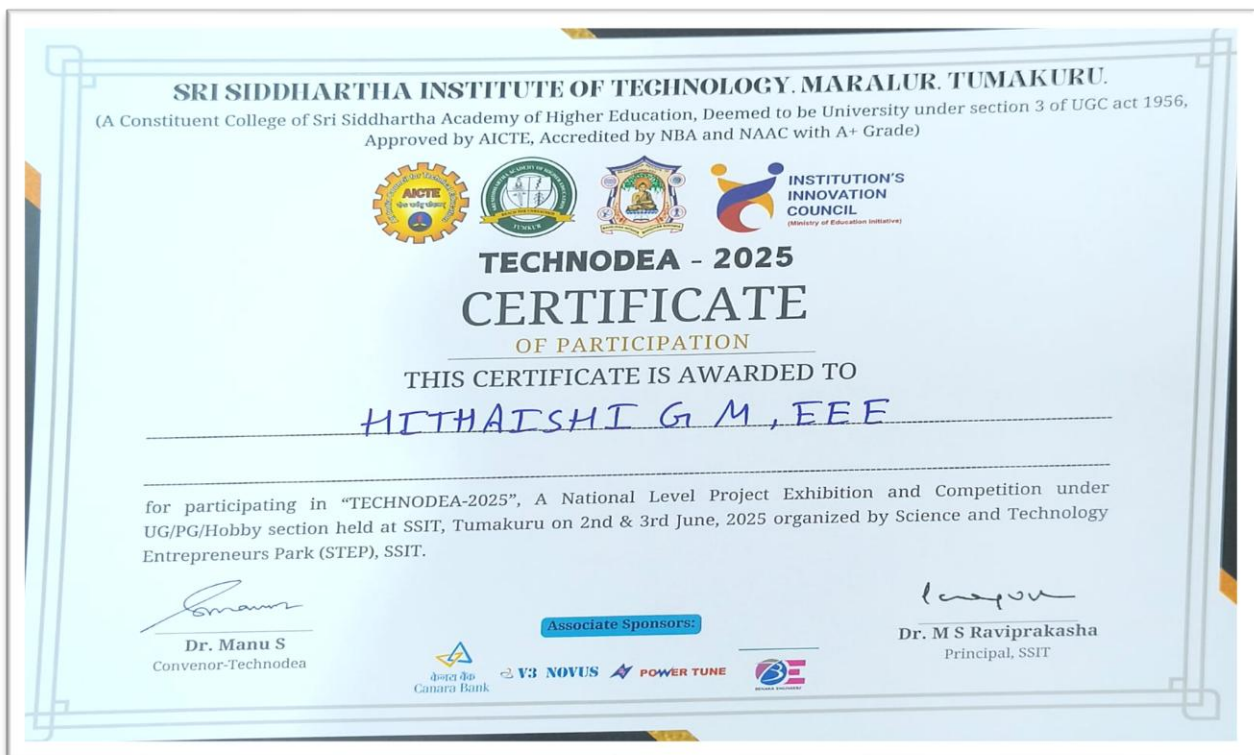 SRI SIDDHARTHA INSTITUTE OF TECHNOLOGY, MARALUR, TUMAKURU.
(A Constituent College of Sri Siddhartha Academy of Higher Education, Deemed to be University under section 3 of UGC act 1956,
Approved by AICTE, Accredited by NBA and NAAC with A+ Grade)
AICTE
TUMKUR
INSTITUTION'S
INNOVATION
COUNCIL
(Ministry of Education Initiative)
TECHNODEA - 2025
CERTIFICATE
OF PARTICIPATION
THIS CERTIFICATE IS AWARDED TO
HITHAISHI G M, EEE
for participating in “TECHNODEA-2025”, A National Level Project Exhibition and Competition under
UG/PG/Hobby section held at SSIT, Tumakuru on 2nd & 3rd June, 2025 organized by Science and Technology
Entrepreneurs Park (STEP), SSIT.
Dr. Manu S
Convenor-Technodea
Associate Sponsors:
केनरा बैंक
Canara Bank
V3 NOVUS
POWER TUNE
BE
Dr. M S Raviprakasha
Principal, SSIT